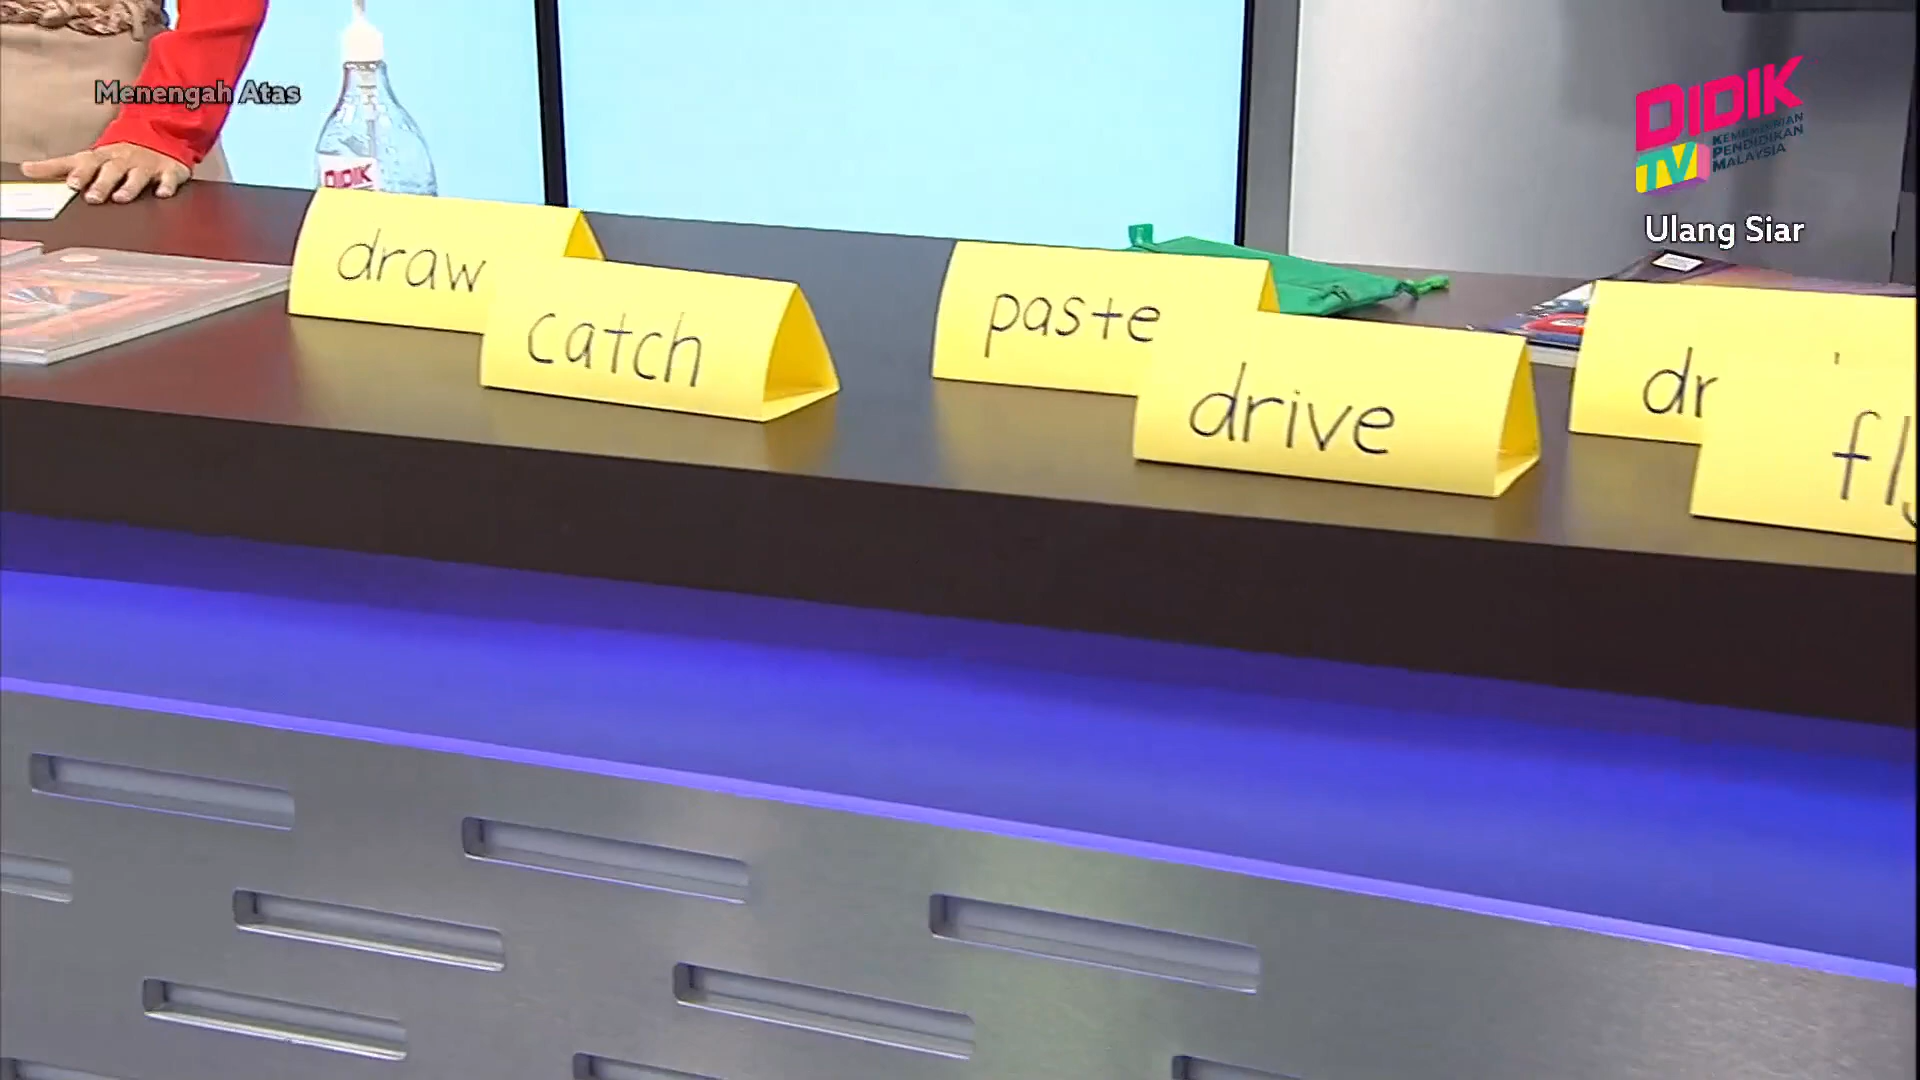 Menengah Atas
DIDIK
TV
KEMENTERIAN
PENDIDIKAN
MALAYSIA
Ulang Siar
DIDIK
draw
catch
paste
drive